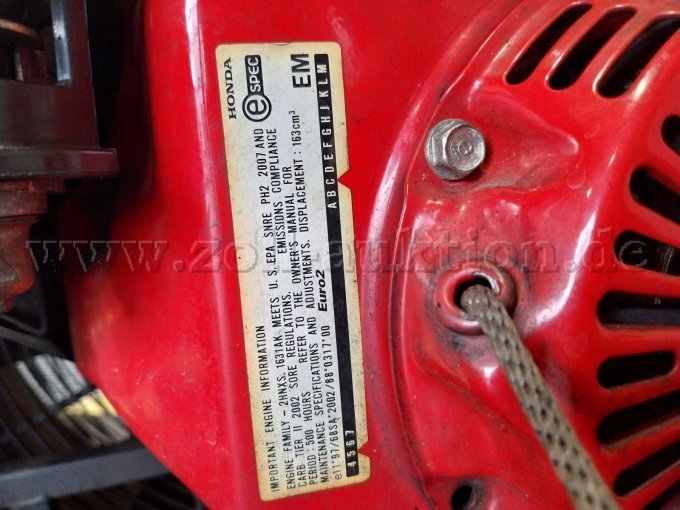 HONDA
e SPEC
EM
IMPORTANT ENGINE INFORMATION
ENGINE FAMILY - 2HNXS.1631AK MEETS U.S.EPA SNRE PH2 2007 AND
CARB TIER II 2002 SORE REGULATIONS. EMISSIONS COMPLIANCE
PERIOD:500 HOURS REFER TO THE OWNER'S MANUAL FOR
MAINTENANCE SPECIFICATIONS AND ADJUSTMENTS. DISPLACEMENT : 163cm³
e11*97/68SA*2002/88*0317*00 Euro2
4 5 6 7 A B C D E F G H J K L M
www.zoll-auktion.de